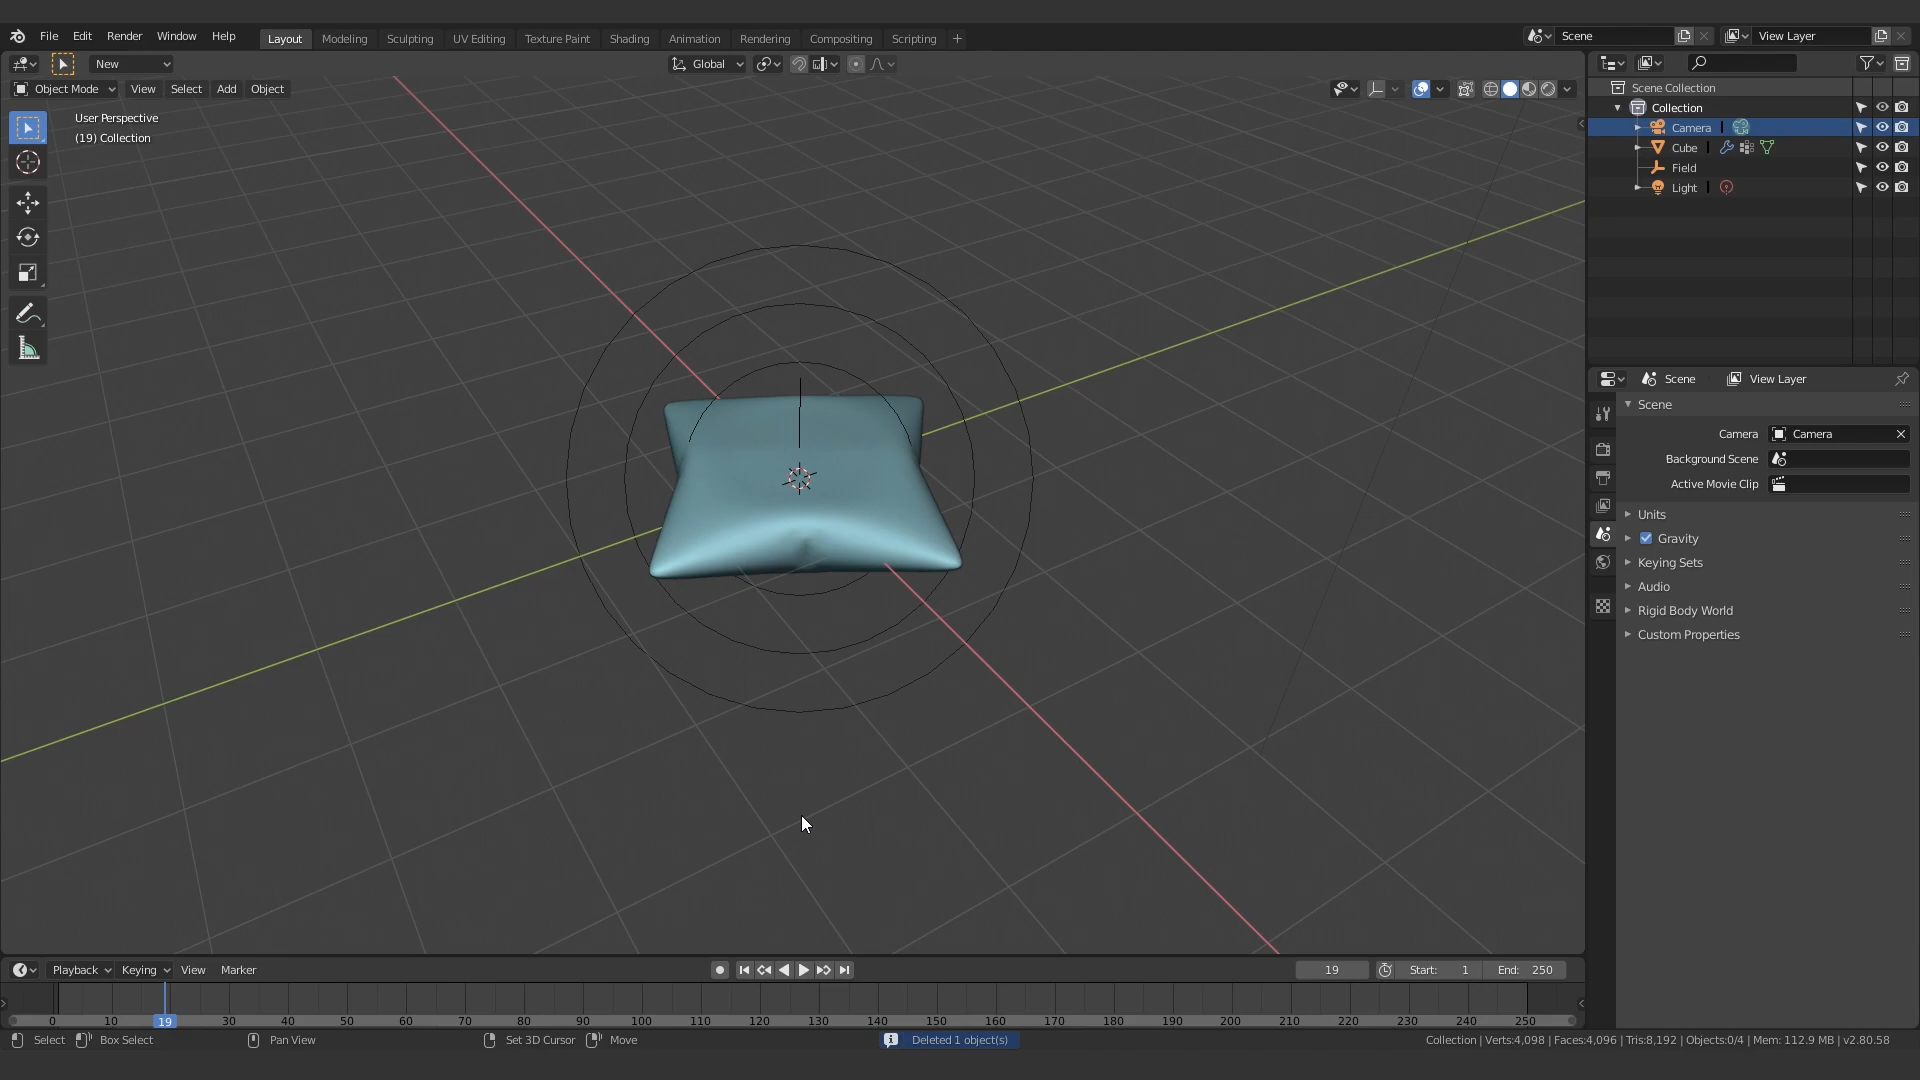 File Edit Render Window Help Layout Modeling Sculpting UV Editing Texture Paint Shading Animation Rendering Compositing Scripting + Scene View Layer
New Global
Object Mode View Select Add Object
User Perspective
(19) Collection
Scene Collection
Collection
Camera
Cube
Field
Light
Scene View Layer
Scene
Camera Camera
Background Scene
Active Movie Clip
Units
Gravity
Keying Sets
Audio
Rigid Body World
Custom Properties
Playback Keying View Marker 19 Start: 1 End: 250
0 10 19 30 40 50 60 70 80 90 100 110 120 130 140 150 160 170 180 190 200 210 220 230 240 250
Select Box Select Pan View Set 3D Cursor Move Deleted 1 object(s) Collection | Verts:4,098 | Faces:4,096 | Tris:8,192 | Objects:0/4 | Mem: 112.9 MB | v2.80.58